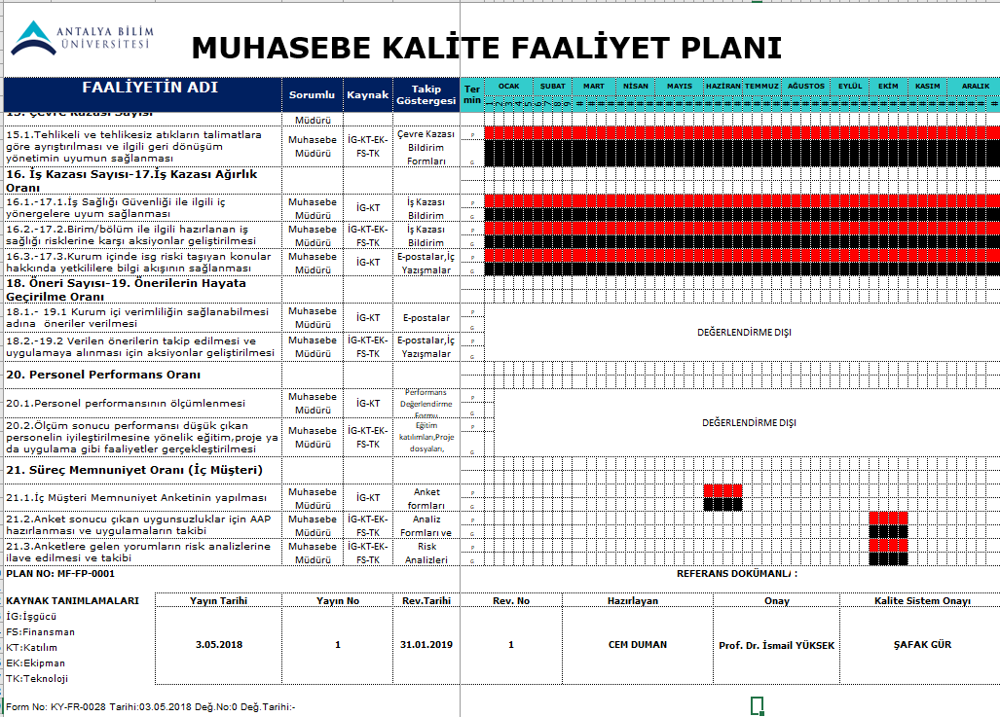 ANTALYA BİLİM
ÜNİVERSİTESİ
MUHASEBE KALİTE FAALİYET PLANI
FAALİYETİN ADI
Sorumlu
Kaynak
Takip
Göstergesi
Ter
min
OCAK ŞUBAT MART NİSAN MAYIS HAZİRAN TEMMUZ AĞUSTOS EYLÜL EKİM KASIM ARALIK
15. Çevre Kazası Sayısı
Müdürü
15.1.Tehlikeli ve tehlikesiz atıkların talimatlara
göre ayrıştırılması ve ilgili geri dönüşüm
yönetimin uyumun sağlanması
Muhasebe
Müdürü
İG-KT-EK-
FS-TK
Çevre Kazası
Bildirim
Formları
P
G
16. İş Kazası Sayısı-17.İş Kazası Ağırlık
Oranı
16.1.-17.1.İş Sağlığı Güvenliği ile ilgili iç
yönergelere uyum sağlanması
Muhasebe
Müdürü
İG-KT
İş Kazası
Bildirim
P
G
16.2.-17.2.Birim/bölüm ile ilgili hazırlanan iş
sağlığı risklerine karşı aksiyonlar geliştirilmesi
Muhasebe
Müdürü
İG-KT-EK-
FS-TK
İş Kazası
Bildirim
P
G
16.3.-17.3.Kurum içinde isg riski taşıyan konular
hakkında yetkililere bilgi akışının sağlanması
Muhasebe
Müdürü
İG-KT
E-postalar,İç
Yazışmalar
P
G
18. Öneri Sayısı-19. Önerilerin Hayata
Geçirilme Oranı
18.1.- 19.1 Kurum içi verimliliğin sağlanabilmesi
adına öneriler verilmesi
Muhasebe
Müdürü
İG-KT
E-postalar
P
G
DEĞERLENDİRME DIŞI
18.2.-19.2 Verilen önerilerin takip edilmesi ve
uygulamaya alınması için aksiyonlar geliştirilmesi
Muhasebe
Müdürü
İG-KT-EK-
FS-TK
E-postalar,İç
Yazışmalar
P
G
20. Personel Performans Oranı
20.1.Personel performansının ölçümlenmesi
Muhasebe
Müdürü
İG-KT
Performans
Değerlendirme
Formu
P
G
DEĞERLENDİRME DIŞI
20.2.Ölçüm sonucu performansı düşük çıkan
personelin iyileştirilmesine yönelik eğitim,proje ya
da uygulama gibi faaliyetler gerçekleştirilmesi
Muhasebe
Müdürü
İG-KT-EK-
FS-TK
Eğitim
katılımları,Proje
dosyaları,
P
G
21. Süreç Memnuniyet Oranı (İç Müşteri)
21.1.İç Müşteri Memnuniyet Anketinin yapılması
Muhasebe
Müdürü
İG-KT
Anket
formları
P
G
21.2.Anket sonucu çıkan uygunsuzluklar için AAP
hazırlanması ve uygulamaların takibi
Muhasebe
Müdürü
İG-KT-EK-
FS-TK
Analiz
Formları ve
P
G
21.3.Anketlere gelen yorumların risk analizlerine
ilave edilmesi ve takibi
Muhasebe
Müdürü
İG-KT-EK-
FS-TK
Risk
Analizleri
P
G
PLAN NO: MF-FP-0001
REFERANS DOKÜMANLA :
KAYNAK TANIMLAMALARI
Yayın Tarihi Yayın No Rev.Tarihi Rev. No Hazırlayan Onay Kalite Sistem Onayı
İG:İşgücü
FS:Finansman
KT:Katılım
EK:Ekipman
TK:Teknoloji
3.05.2018 1 31.01.2019 1 CEM DUMAN Prof. Dr. İsmail YÜKSEK ŞAFAK GÜR
Form No: KY-FR-0028 Tarihi:03.05.2018 Değ.No:0 Değ.Tarihi:-